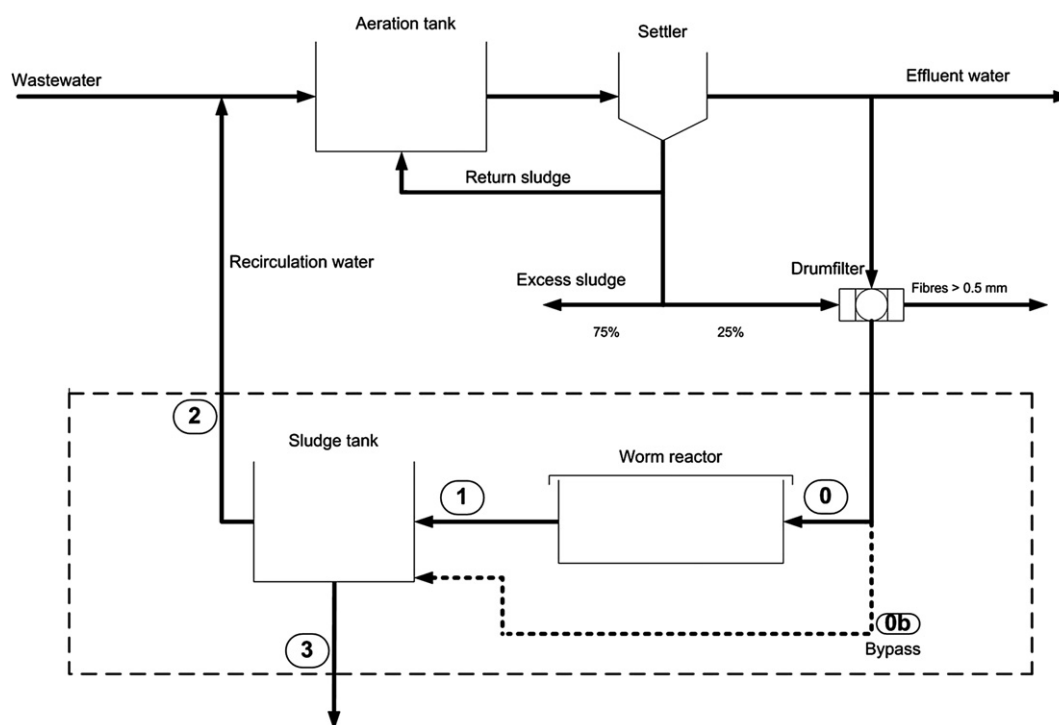 Aeration tank
Settler
Wastewater
Effluent water
Return sludge
Recirculation water
Drumfilter
Excess sludge
Fibres > 0.5 mm
75%
25%
2
Sludge tank
Worm reactor
1
0
0b
Bypass
3